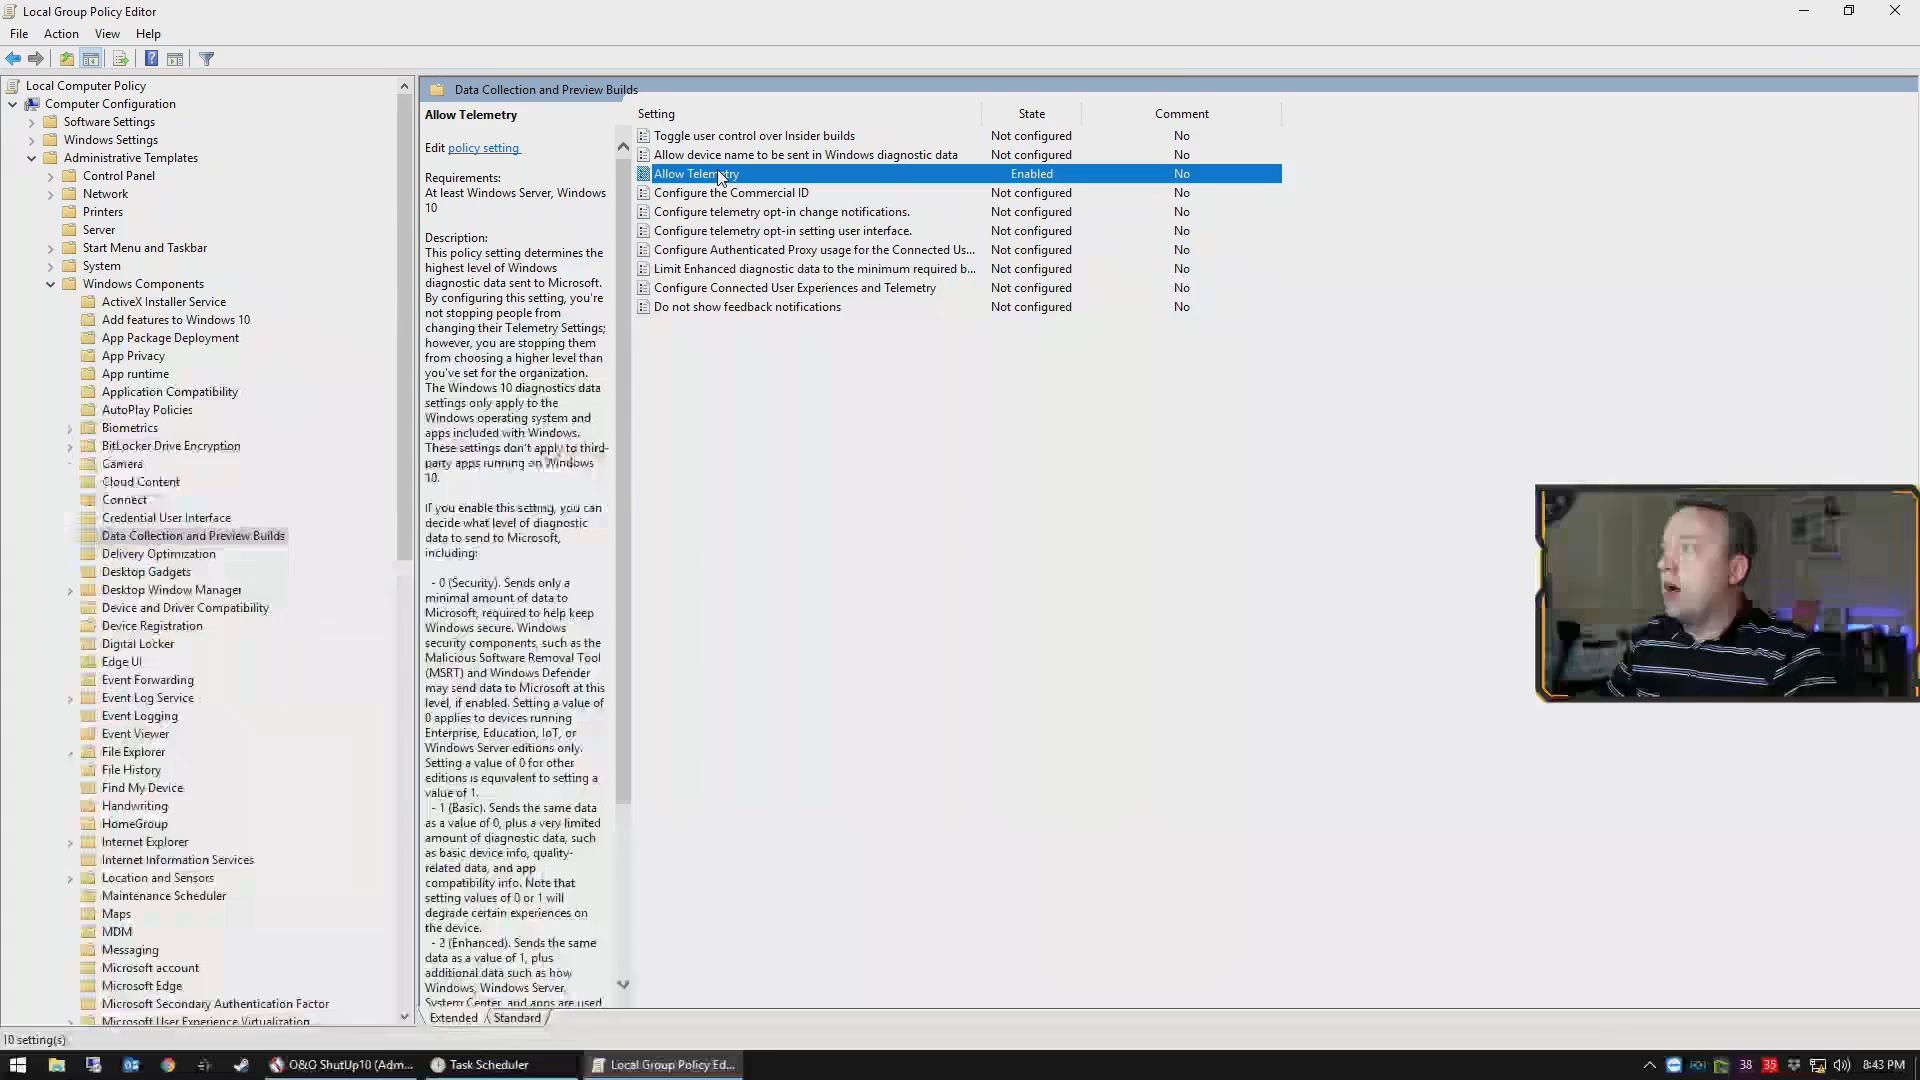 Local Group Policy Editor
File Action View Help
Local Computer Policy
Computer Configuration
Software Settings
Windows Settings
Administrative Templates
Control Panel
Network
Printers
Server
Start Menu and Taskbar
System
Windows Components
ActiveX Installer Service
Add features to Windows 10
App Package Deployment
App Privacy
App runtime
Application Compatibility
AutoPlay Policies
Biometrics
BitLocker Drive Encryption
Camera
Cloud Content
Connect
Credential User Interface
Data Collection and Preview Builds
Delivery Optimization
Desktop Gadgets
Desktop Window Manager
Device and Driver Compatibility
Device Registration
Digital Locker
Edge UI
Event Forwarding
Event Log Service
Event Logging
Event Viewer
File Explorer
File History
Find My Device
Handwriting
HomeGroup
Internet Explorer
Internet Information Services
Location and Sensors
Maintenance Scheduler
Maps
MDM
Messaging
Microsoft account
Microsoft Edge
Microsoft Secondary Authentication Factor
Microsoft User Experience Virtualization
Data Collection and Preview Builds
Allow Telemetry
Edit policy setting
Requirements:
At least Windows Server, Windows
10
Description:
This policy setting determines the
highest level of Windows
diagnostic data sent to Microsoft.
By configuring this setting, you're
not stopping people from
changing their Telemetry Settings;
however, you are stopping them
from choosing a higher level than
you've set for the organization.
The Windows 10 diagnostics data
settings only apply to the
Windows operating system and
apps included with Windows.
These settings don't apply to third-
party apps running on Windows
10.
If you enable this setting, you can
decide what level of diagnostic
data to send to Microsoft,
including:
- 0 (Security). Sends only a
minimal amount of data to
Microsoft, required to help keep
Windows secure. Windows
security components, such as the
Malicious Software Removal Tool
(MSRT) and Windows Defender
may send data to Microsoft at this
level, if enabled. Setting a value of
0 applies to devices running
Enterprise, Education, IoT, or
Windows Server editions only.
Setting a value of 0 for other
editions is equivalent to setting a
value of 1.
- 1 (Basic). Sends the same data
as a value of 0, plus a very limited
amount of diagnostic data, such
as basic device info, quality-
related data, and app
compatibility info. Note that
setting values of 0 or 1 will
degrade certain experiences on
the device.
- 2 (Enhanced). Sends the same
data as a value of 1, plus
additional data such as how
Windows, Windows Server,
System Center, and apps are used
Setting State Comment
Toggle user control over Insider builds Not configured No
Allow device name to be sent in Windows diagnostic data Not configured No
Allow Telemetry Enabled No
Configure the Commercial ID Not configured No
Configure telemetry opt-in change notifications. Not configured No
Configure telemetry opt-in setting user interface. Not configured No
Configure Authenticated Proxy usage for the Connected Us... Not configured No
Limit Enhanced diagnostic data to the minimum required b... Not configured No
Configure Connected User Experiences and Telemetry Not configured No
Do not show feedback notifications Not configured No
Extended Standard
10 setting(s)
O&O ShutUp10 (Adm... Task Scheduler Local Group Policy Ed... 38 35 8:43 PM